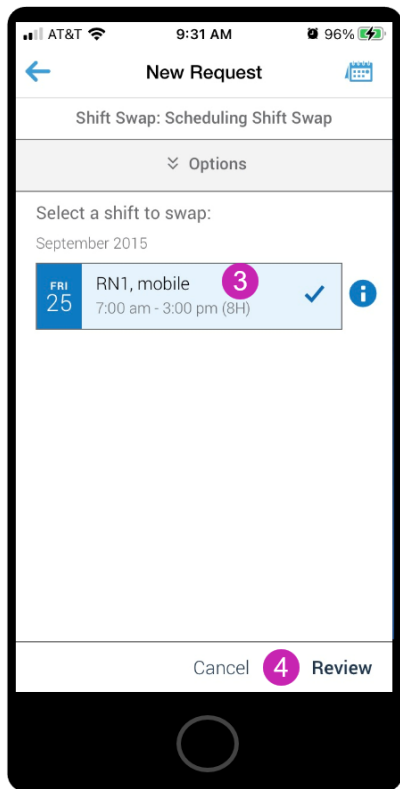 AT&T 9:31 AM 96%
New Request
Shift Swap: Scheduling Shift Swap
Options
Select a shift to swap:
September 2015
FRI
25
RN1, mobile 3
7:00 am - 3:00 pm (8H)
Cancel 4 Review